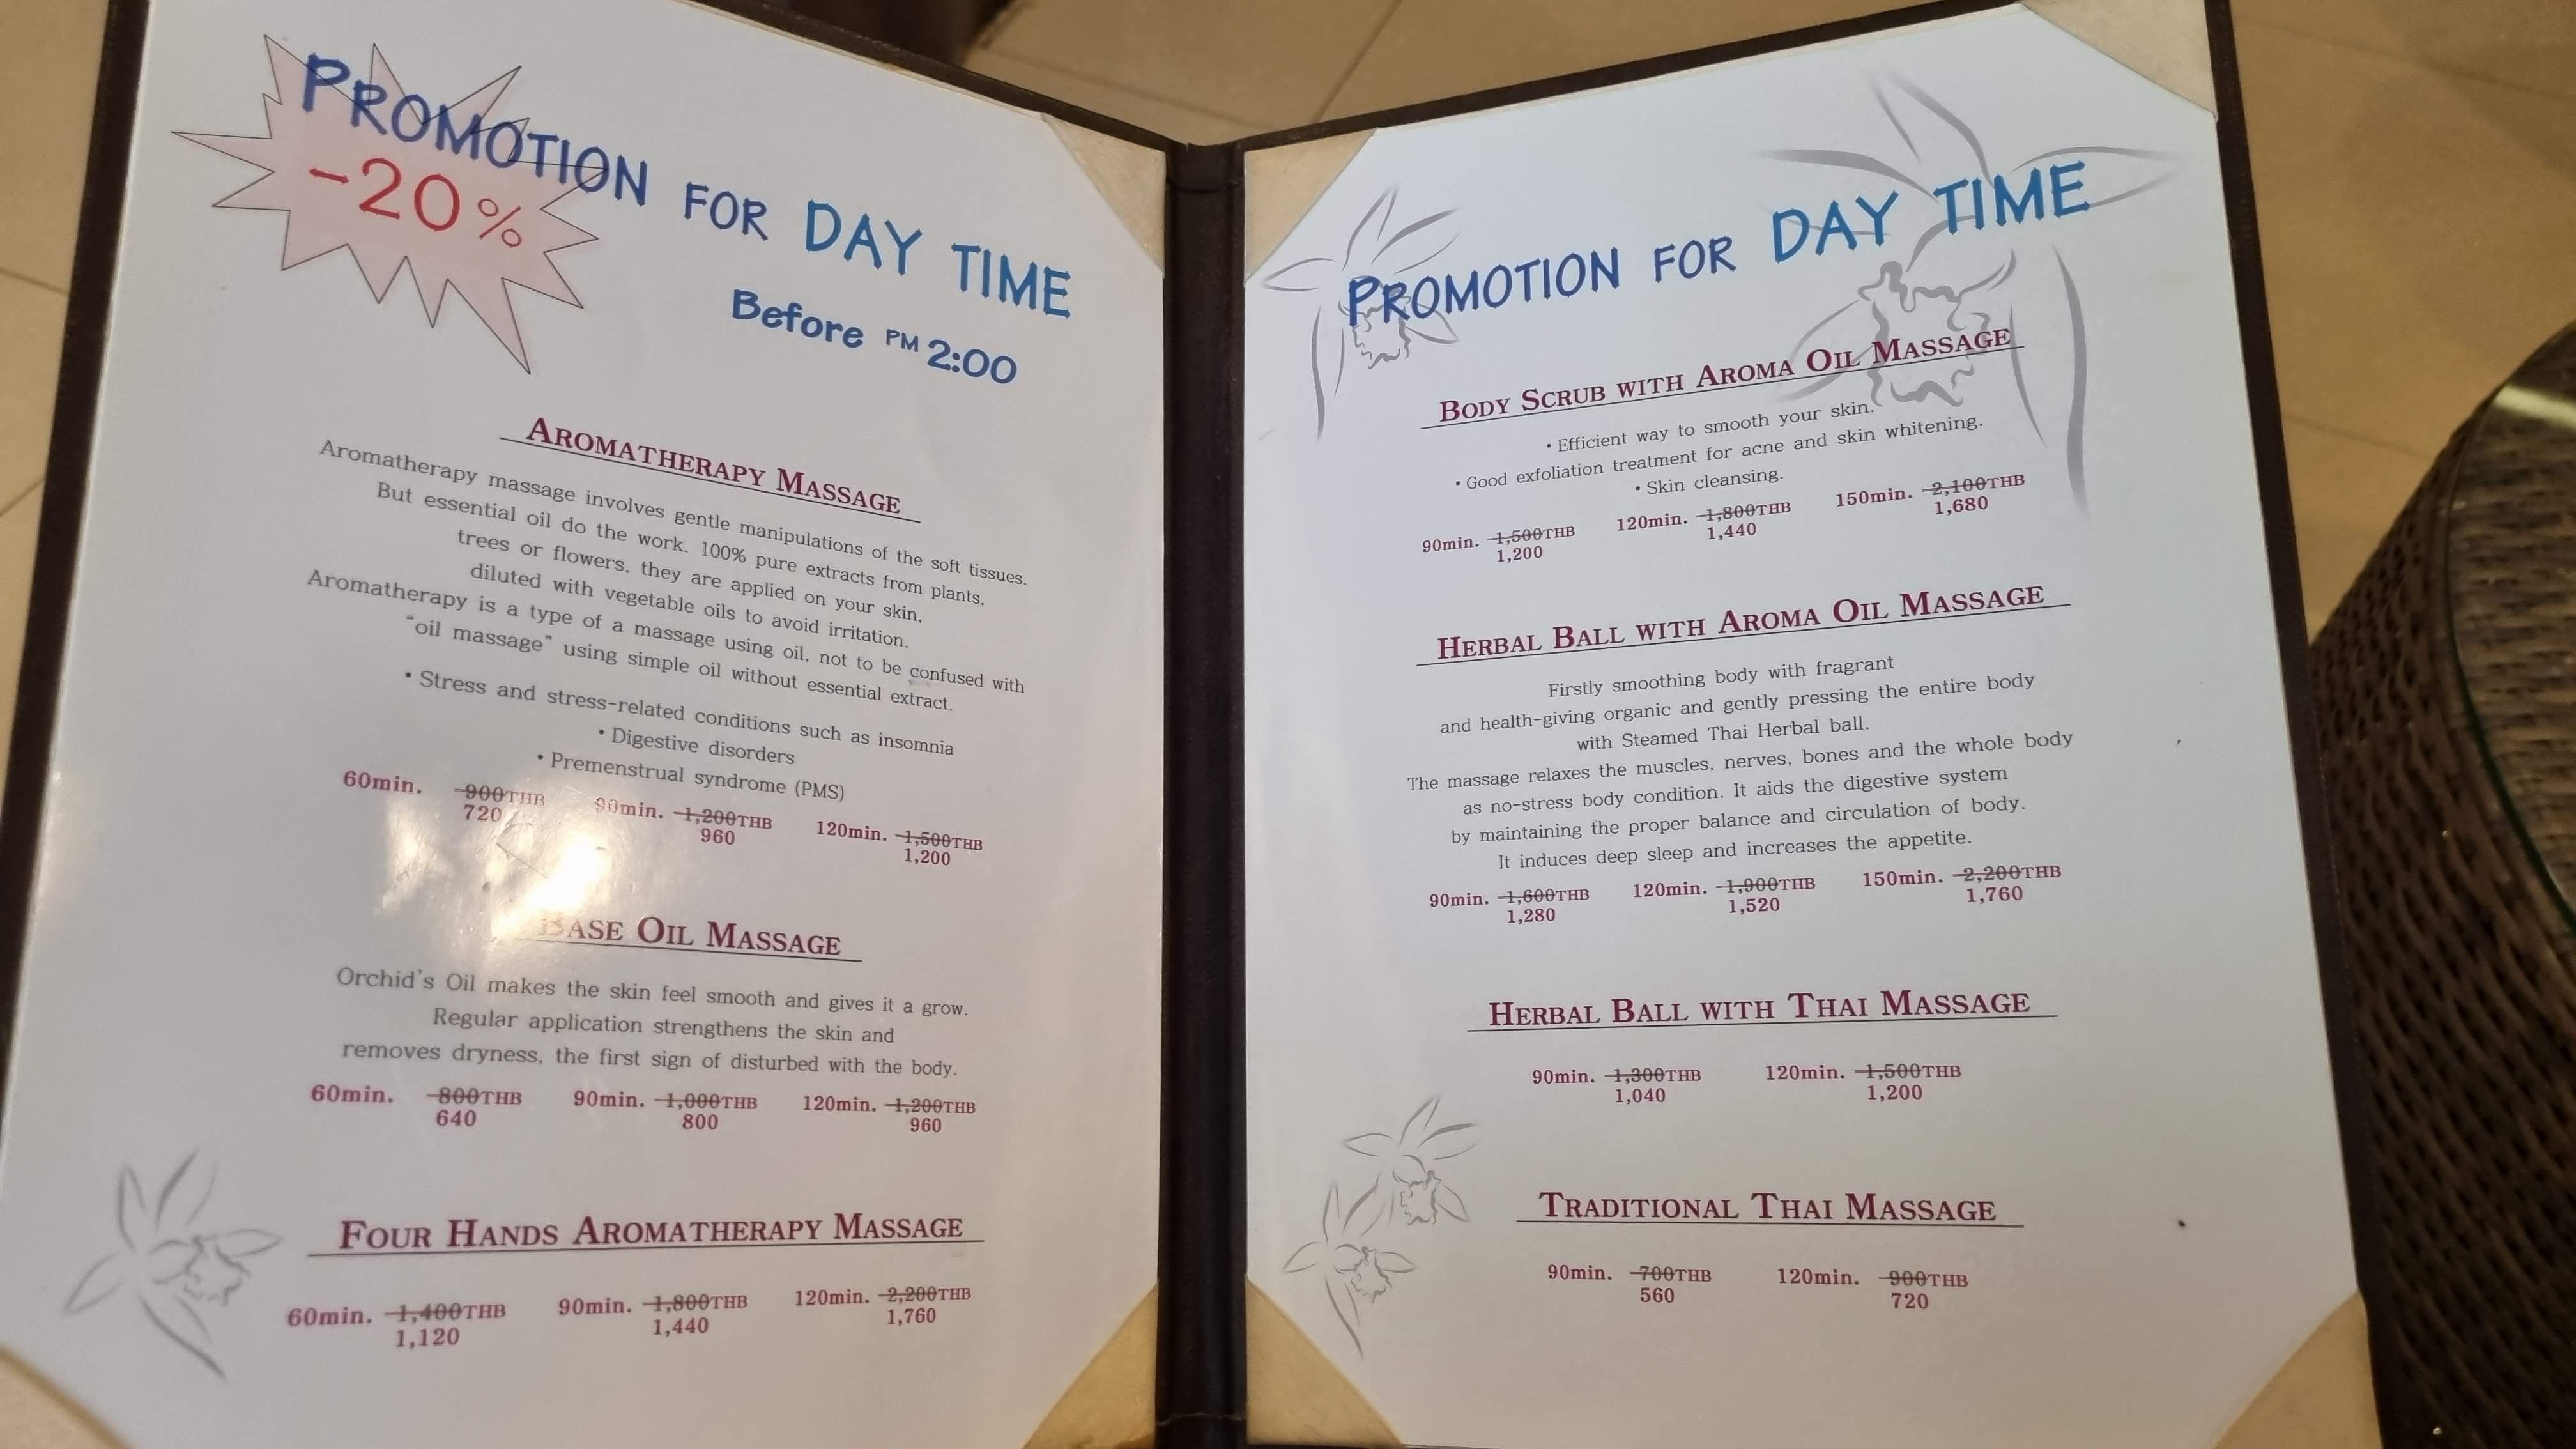 PROMOTION FOR DAY TIME
-20%
Before PM 2:00
AROMATHERAPY MASSAGE
Aromatherapy massage involves gentle manipulations of the soft tissues.
But essential oil do the work. 100% pure extracts from plants,
trees or flowers, they are applied on your skin,
diluted with vegetable oils to avoid irritation.
Aromatherapy is a type of a massage using oil, not to be confused with
"oil massage" using simple oil without essential extract.
• Stress and stress-related conditions such as insomnia
• Digestive disorders
• Premenstrual syndrome (PMS)
60min. 900THB 90min. 1,200THB 120min. 1,500THB
720 960 1,200
BASE OIL MASSAGE
Orchid's Oil makes the skin feel smooth and gives it a grow.
Regular application strengthens the skin and
removes dryness, the first sign of disturbed with the body.
60min. 800THB 90min. 1,000THB 120min. 1,200THB
640 800 960
FOUR HANDS AROMATHERAPY MASSAGE
60min. 1,400THB 90min. 1,800THB 120min. 2,200THB
1,120 1,440 1,760
PROMOTION FOR DAY TIME
BODY SCRUB WITH AROMA OIL MASSAGE
• Efficient way to smooth your skin.
• Good exfoliation treatment for acne and skin whitening.
• Skin cleansing.
90min. 1,500THB 120min. 1,800THB 150min. 2,100THB
1,200 1,440 1,680
HERBAL BALL WITH AROMA OIL MASSAGE
Firstly smoothing body with fragrant
and health-giving organic and gently pressing the entire body
with Steamed Thai Herbal ball.
The massage relaxes the muscles, nerves, bones and the whole body
as no-stress body condition. It aids the digestive system
by maintaining the proper balance and circulation of body.
It induces deep sleep and increases the appetite.
90min. 1,600THB 120min. 1,900THB 150min. 2,200THB
1,280 1,520 1,760
HERBAL BALL WITH THAI MASSAGE
90min. 1,300THB 120min. 1,500THB
1,040 1,200
TRADITIONAL THAI MASSAGE
90min. 700THB 120min. 900THB
560 720